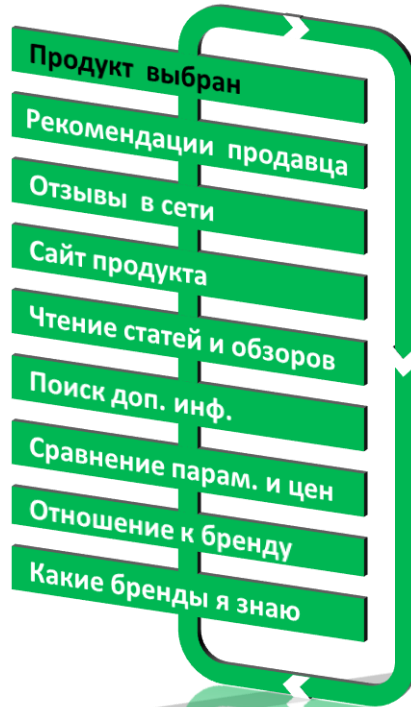 Продукт выбран
Рекомендации продавца
Отзывы в сети
Сайт продукта
Чтение статей и обзоров
Поиск доп. инф.
Сравнение парам. и цен
Отношение к бренду
Какие бренды я знаю